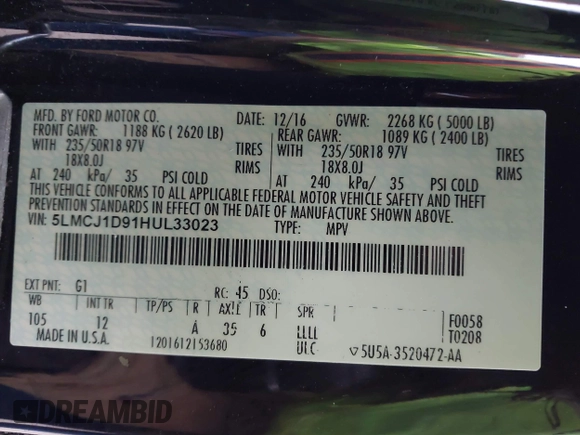 MFD. BY FORD MOTOR CO. DATE: 12/16 GVWR: 2268 KG ( 5000 LB)
FRONT GAWR: 1188 KG ( 2620 LB) REAR GAWR: 1089 KG ( 2400 LB)
WITH 235/50R18 97V TIRES WITH 235/50R18 97V TIRES
18X8.0J RIMS 18X8.0J RIMS
AT 240 kPa/ 35 PSI COLD AT 240 kPa/ 35 PSI COLD
THIS VEHICLE CONFORMS TO ALL APPLICABLE FEDERAL MOTOR VEHICLE SAFETY AND THEFT
PREVENTION STANDARDS IN EFFECT ON THE DATE OF MANUFACTURE SHOWN ABOVE.
VIN: 5LMCJ1D91HUL33023 TYPE: MPV
EXT PNT: G1 RC: 45 DSO:
WB INT TR TP/PS R AXLE TR SPR F0058
105 12 A 35 6 LLLL T0208
MADE IN U.S.A. 1201612153680 ULC ▽5U5A-3520472-AA
DREAMBID